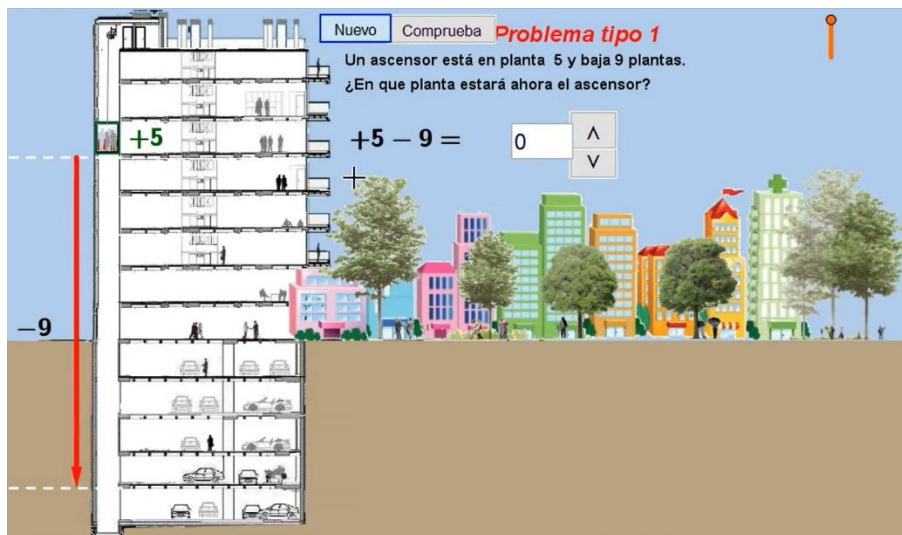 Nuevo Comprueba Problema tipo 1
Un ascensor está en planta 5 y baja 9 plantas.
¿En que planta estará ahora el ascensor?
+5
+5 − 9 = 0
−9